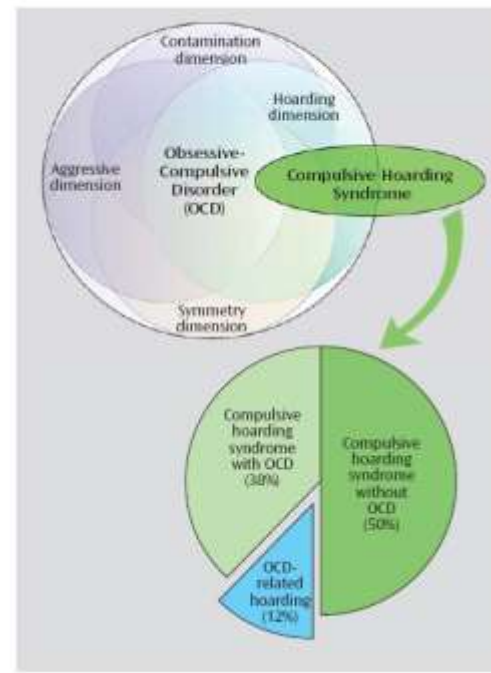 Contamination
dimension
Hoarding
dimension
Aggressive
dimension
Obsessive-
Compulsive
Disorder
(OCD)
Compulsive Hoarding
Syndrome
Symmetry
dimension
Compulsive
hoarding
syndrome
with OCD
(38%)
Compulsive
hoarding
syndrome
without
OCD
(50%)
OCD-
related
hoarding
(12%)